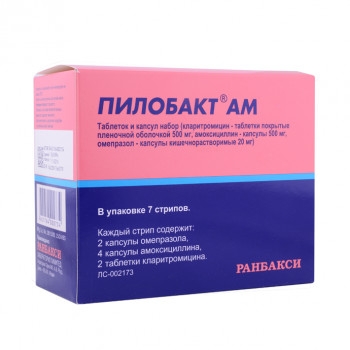 ПИЛОБАКТ® АМ
Таблеток и капсул набор (кларитромицин - таблетки покрытые
пленочной оболочкой 500 мг, амоксициллин - капсулы 500 мг,
омепразол - капсулы кишечнорастворимые 20 мг)
В упаковке 7 стрипов.
Каждый стрип содержит:
2 капсулы омепразола,
4 капсулы амоксициллина,
2 таблетки кларитромицина.
ЛС-002173
РАНБАКСИ
РАНБАКСИ